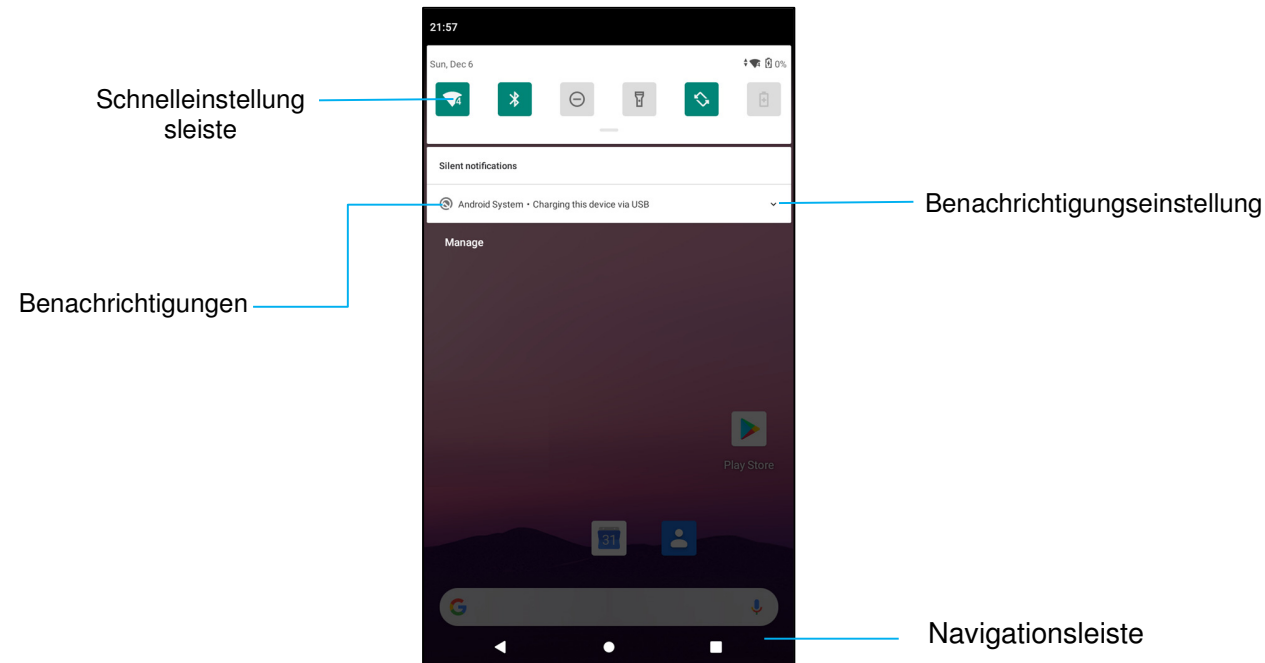 21:57
Sun, Dec 6
0%
4
Schnelleinstellung
sleiste
Silent notifications
Android System • Charging this device via USB
Benachrichtigungseinstellung
Manage
Benachrichtigungen
Play Store
31
G
Navigationsleiste